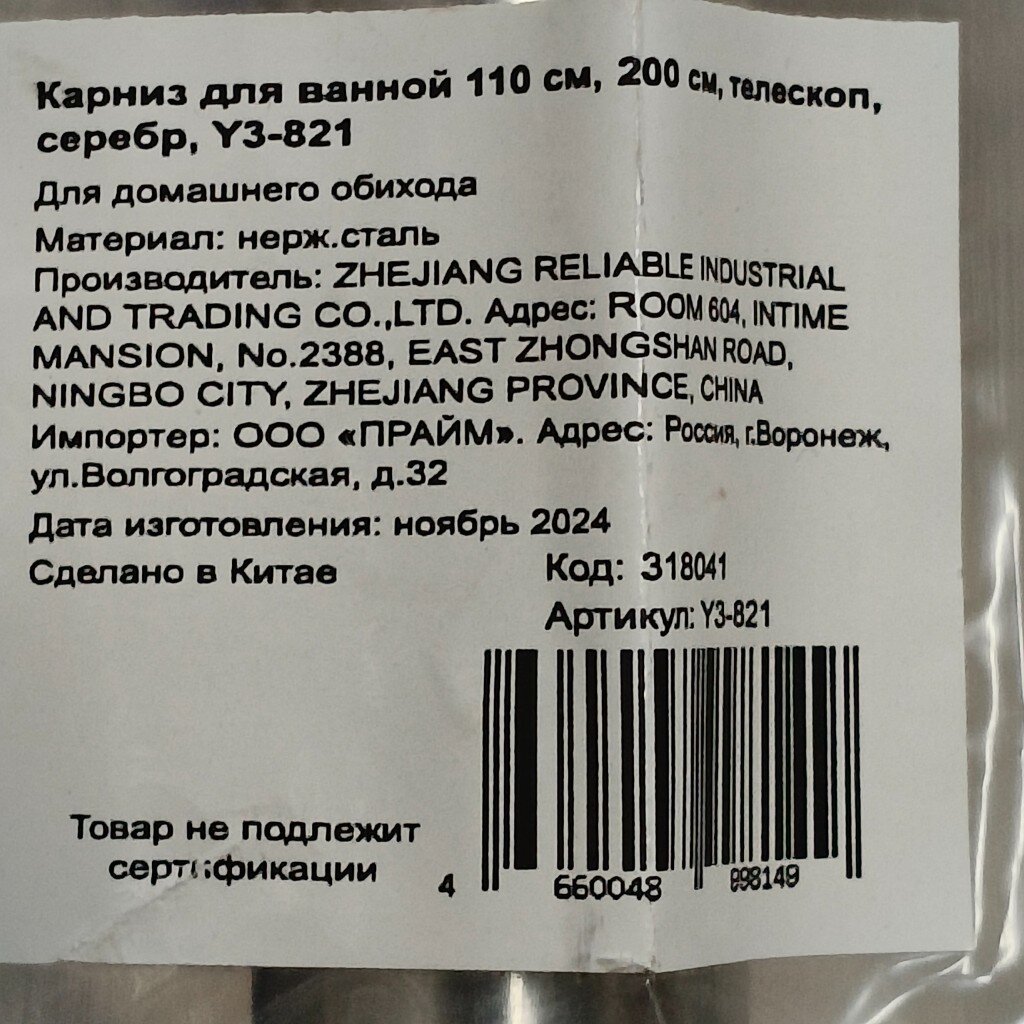 Карниз для ванной 110 см, 200 см, телескоп,
серебр, Y3-821
Для домашнего обихода
Материал: нерж.сталь
Производитель: ZHEJIANG RELIABLE INDUSTRIAL
AND TRADING CO.,LTD. Адрес: ROOM 604, INTIME
MANSION, No.2388, EAST ZHONGSHAN ROAD,
NINGBO CITY, ZHEJIANG PROVINCE, CHINA
Импортер: ООО «ПРАЙМ». Адрес: Россия, г.Воронеж,
ул.Волгоградская, д.32
Дата изготовления: ноябрь 2024
Сделано в Китае
Код: 318041
Артикул: Y3-821
Товар не подлежит
сертификации
4 660048 898149